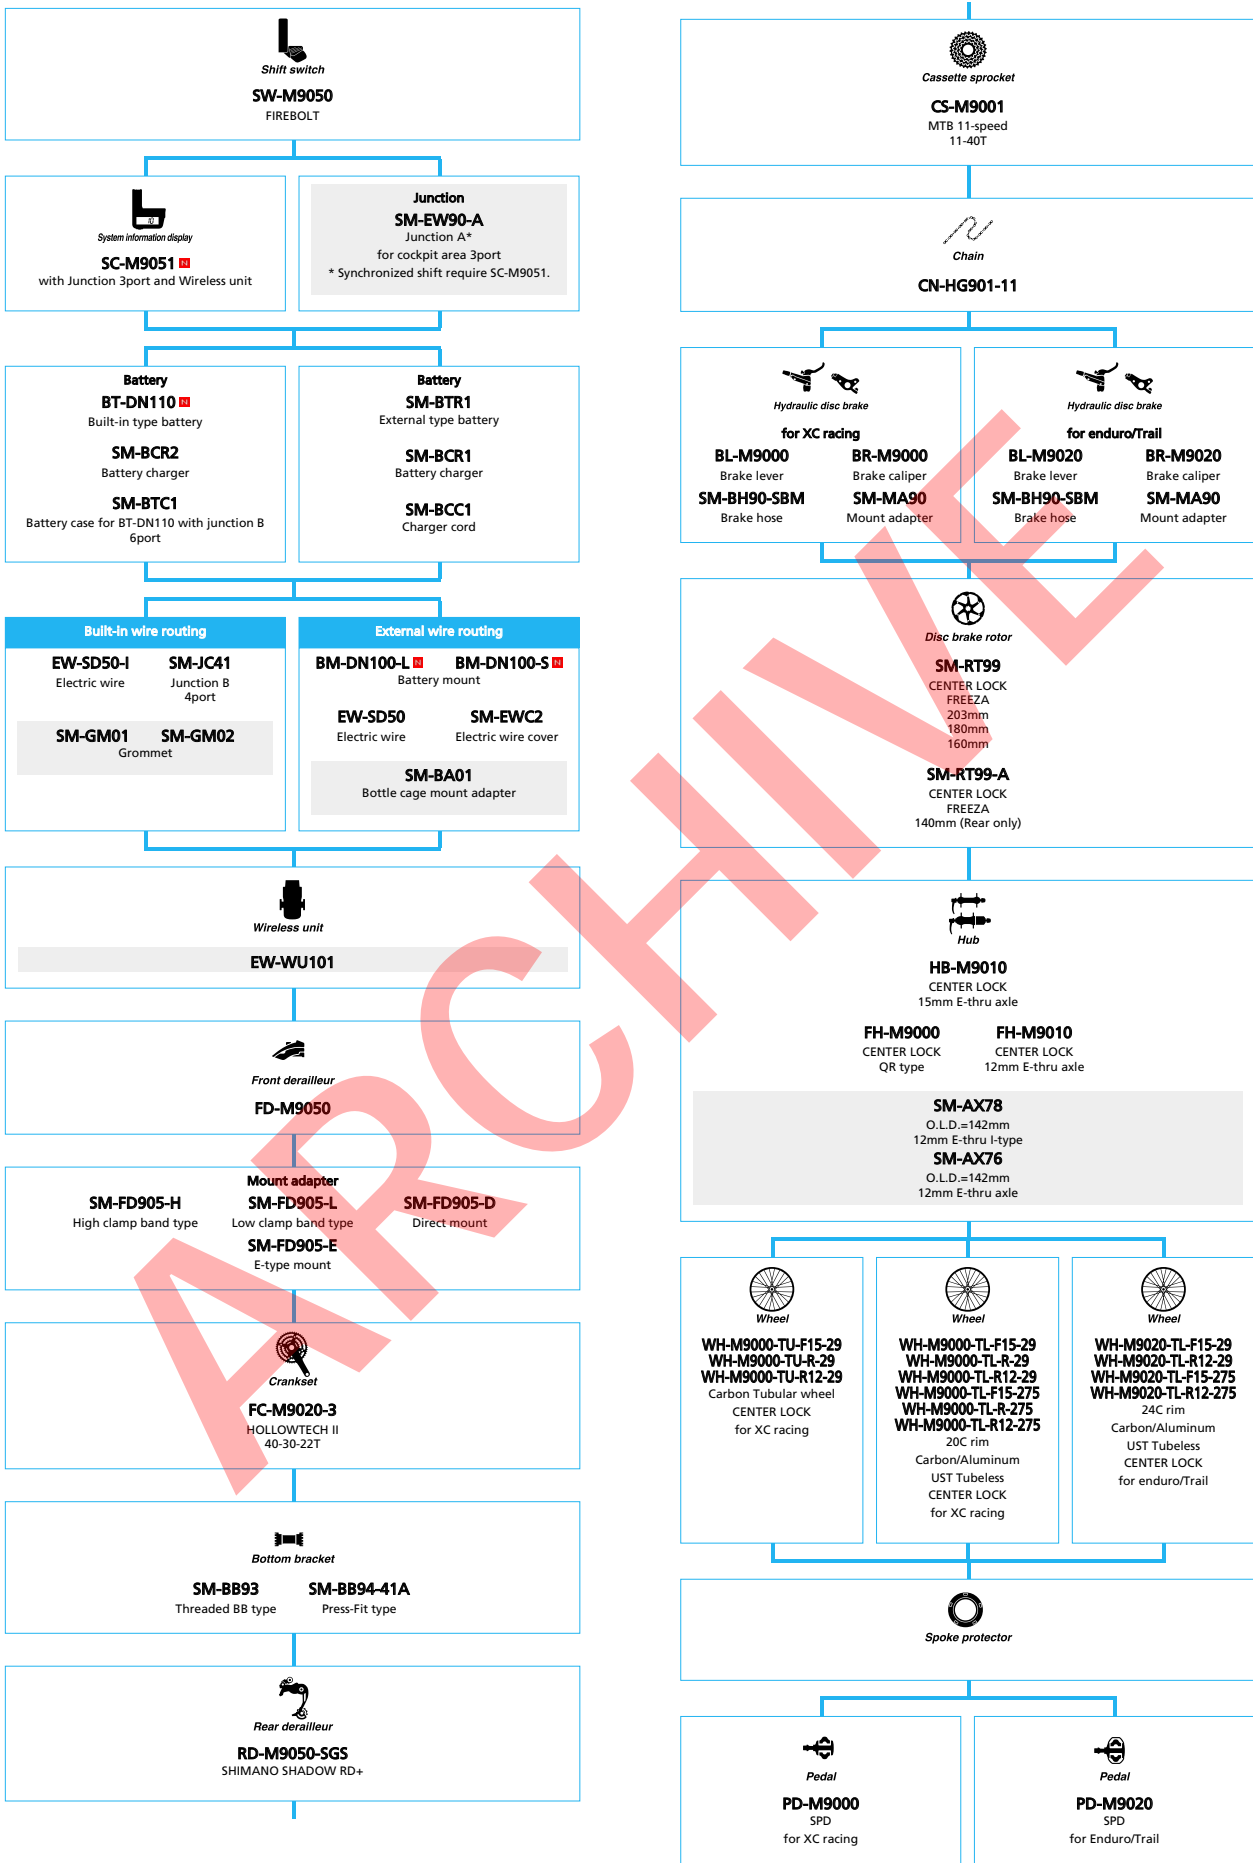 Shift switch
SW-M9050
FIREBOLT
System information display
SC-M9051 N
with Junction 3port and Wireless unit
Junction
SM-EW90-A
Junction A*
for cockpit area 3port
* Synchronized shift require SC-M9051.
Battery
BT-DN110 N
Built-in type battery
SM-BCR2
Battery charger
SM-BTC1
Battery case for BT-DN110 with junction B
6port
Battery
SM-BTR1
External type battery
SM-BCR1
Battery charger
SM-BCC1
Charger cord
Built-in wire routing
EW-SD50-I SM-JC41
Electric wire Junction B
4port
SM-GM01 SM-GM02
Grommet
External wire routing
BM-DN100-L N BM-DN100-S N
Battery mount
EW-SD50 SM-EWC2
Electric wire Electric wire cover
SM-BA01
Bottle cage mount adapter
Wireless unit
EW-WU101
Front derailleur
FD-M9050
Mount adapter
SM-FD905-H SM-FD905-L SM-FD905-D
High clamp band type Low clamp band type Direct mount
SM-FD905-E
E-type mount
Crankset
FC-M9020-3
HOLLOWTECH II
40-30-22T
Bottom bracket
SM-BB93 SM-BB94-41A
Threaded BB type Press-Fit type
Rear derailleur
RD-M9050-SGS
SHIMANO SHADOW RD+
Cassette sprocket
CS-M9001
MTB 11-speed
11-40T
Chain
CN-HG901-11
Hydraulic disc brake
for XC racing
BL-M9000 BR-M9000
Brake lever Brake caliper
SM-BH90-SBM SM-MA90
Brake hose Mount adapter
Hydraulic disc brake
for enduro/Trail
BL-M9020 BR-M9020
Brake lever Brake caliper
SM-BH90-SBM SM-MA90
Brake hose Mount adapter
Disc brake rotor
SM-RT99
CENTER LOCK
FREEZA
203mm
180mm
160mm
SM-RT99-A
CENTER LOCK
FREEZA
140mm (Rear only)
Hub
HB-M9010
CENTER LOCK
15mm E-thru axle
FH-M9000 FH-M9010
CENTER LOCK CENTER LOCK
QR type 12mm E-thru axle
SM-AX78
O.L.D.=142mm
12mm E-thru I-type
SM-AX76
O.L.D.=142mm
12mm E-thru axle
Wheel
WH-M9000-TU-F15-29
WH-M9000-TU-R-29
WH-M9000-TU-R12-29
Carbon Tubular wheel
CENTER LOCK
for XC racing
Wheel
WH-M9000-TL-F15-29
WH-M9000-TL-R-29
WH-M9000-TL-R12-29
WH-M9000-TL-F15-275
WH-M9000-TL-R-275
WH-M9000-TL-R12-275
20C rim
Carbon/Aluminum
UST Tubeless
CENTER LOCK
for XC racing
Wheel
WH-M9020-TL-F15-29
WH-M9020-TL-R12-29
WH-M9020-TL-F15-275
WH-M9020-TL-R12-275
24C rim
Carbon/Aluminum
UST Tubeless
CENTER LOCK
for enduro/Trail
Spoke protector
Pedal
PD-M9000
SPD
for XC racing
Pedal
PD-M9020
SPD
for Enduro/Trail
ARCHIVE